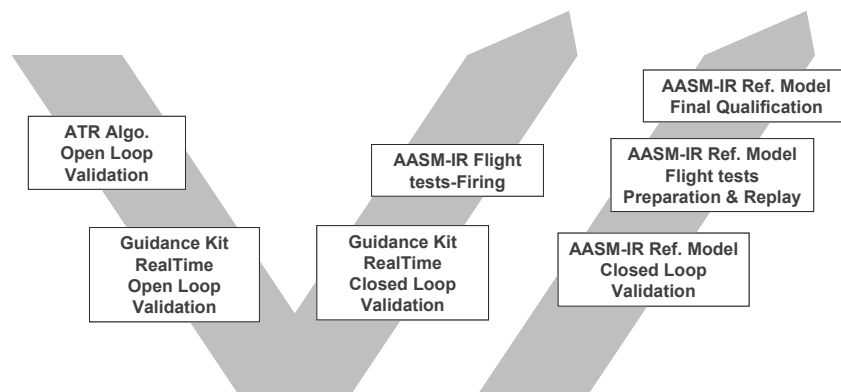 ATR Algo.
Open Loop
Validation
Guidance Kit
RealTime
Open Loop
Validation
AASM-IR Flight
tests-Firing
Guidance Kit
RealTime
Closed Loop
Validation
AASM-IR Ref. Model
Final Qualification
AASM-IR Ref. Model
Flight tests
Preparation & Replay
AASM-IR Ref. Model
Closed Loop
Validation